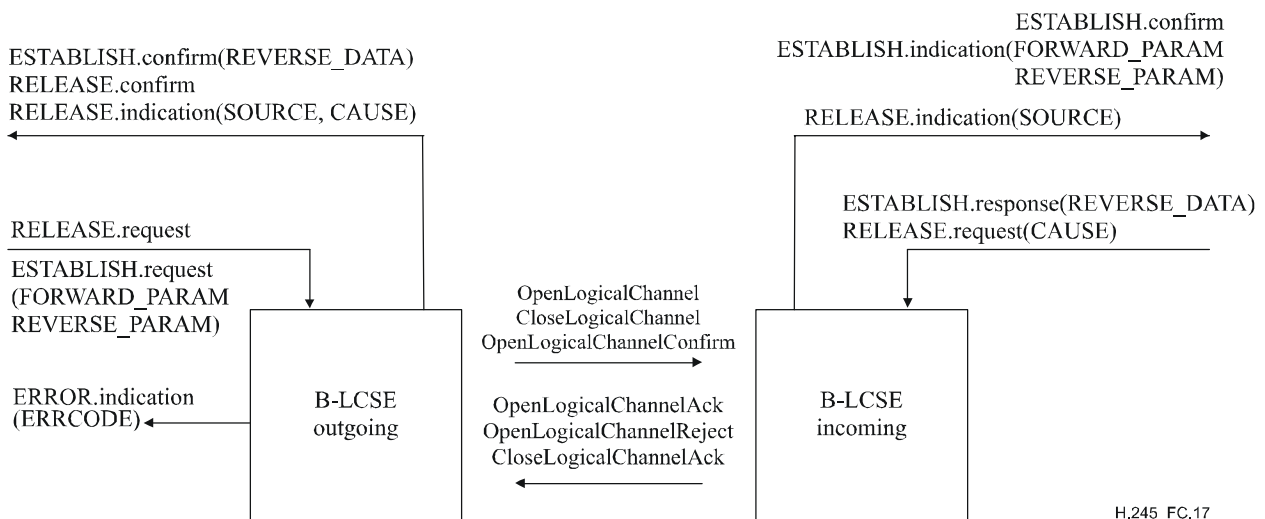 ESTABLISH.confirm(REVERSE_DATA)
RELEASE.confirm
RELEASE.indication(SOURCE, CAUSE)
ESTABLISH.confirm
ESTABLISH.indication(FORWARD_PARAM
REVERSE_PARAM)
RELEASE.indication(SOURCE)
RELEASE.request
ESTABLISH.request
(FORWARD_PARAM
REVERSE_PARAM)
ESTABLISH.response(REVERSE_DATA)
RELEASE.request(CAUSE)
OpenLogicalChannel
CloseLogicalChannel
OpenLogicalChannelConfirm
ERROR.indication
(ERRCODE)
B-LCSE
outgoing
OpenLogicalChannelAck
OpenLogicalChannelReject
CloseLogicalChannelAck
B-LCSE
incoming
H.245_FC.17